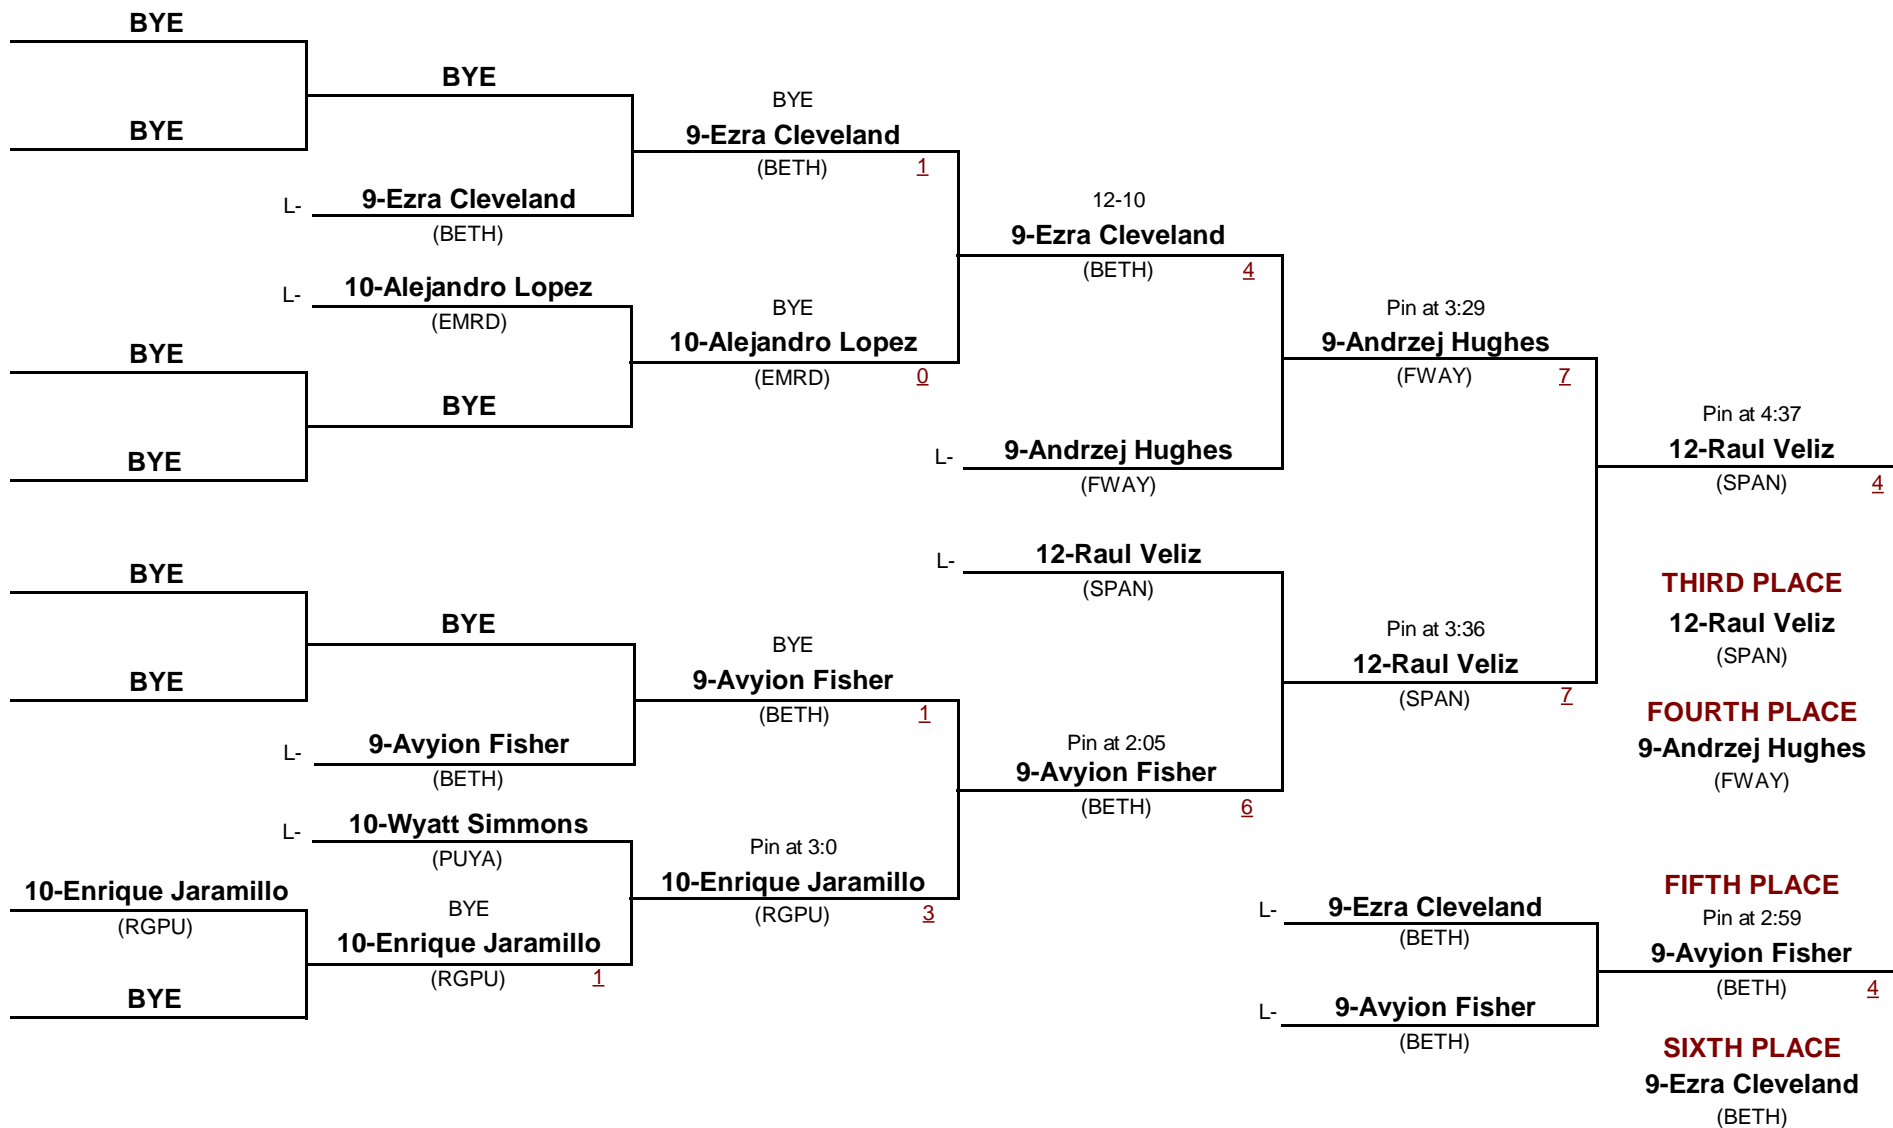 BYE
BYE
BYE
L- 9-Ezra Cleveland
(BETH)
BYE
9-Ezra Cleveland
(BETH) 1
L- 10-Alejandro Lopez
(EMRD)
BYE
BYE
BYE
BYE
10-Alejandro Lopez
(EMRD) 0
12-10
9-Ezra Cleveland
(BETH) 4
L- 9-Andrzej Hughes
(FWAY)
Pin at 3:29
9-Andrzej Hughes
(FWAY) 7
BYE
BYE
BYE
L- 9-Avyion Fisher
(BETH)
BYE
9-Avyion Fisher
(BETH) 1
L- 10-Wyatt Simmons
(PUYA)
10-Enrique Jaramillo
(RGPU)
BYE
BYE
10-Enrique Jaramillo
(RGPU) 1
Pin at 3:0
10-Enrique Jaramillo
(RGPU) 3
L- 12-Raul Veliz
(SPAN)
Pin at 2:05
9-Avyion Fisher
(BETH) 6
Pin at 3:36
12-Raul Veliz
(SPAN) 7
Pin at 4:37
12-Raul Veliz
(SPAN) 4
THIRD PLACE
12-Raul Veliz
(SPAN)
FOURTH PLACE
9-Andrzej Hughes
(FWAY)
L- 9-Ezra Cleveland
(BETH)
L- 9-Avyion Fisher
(BETH)
FIFTH PLACE
Pin at 2:59
9-Avyion Fisher
(BETH) 4
SIXTH PLACE
9-Ezra Cleveland
(BETH)